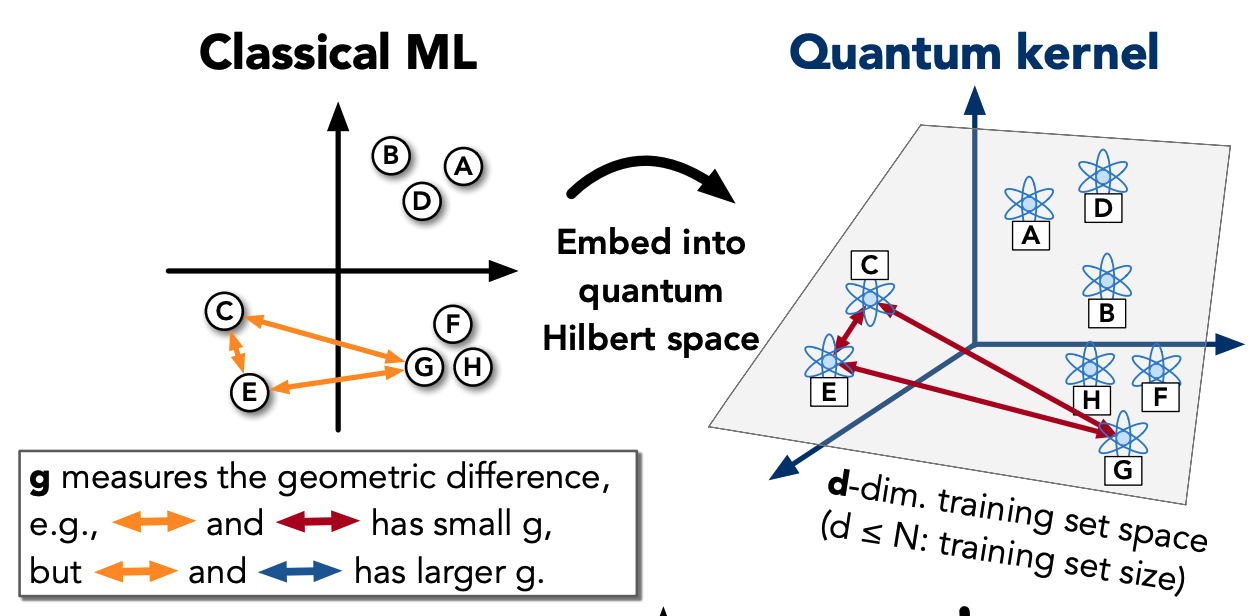 Classical ML
B
A
D
C
E
F
G
H
g measures the geometric difference,
e.g., and has small g,
but and has larger g.
Embed into
quantum
Hilbert space
Quantum kernel
D
A
C
B
E
H
F
G
d-dim. training set space
(d ≤ N: training set size)